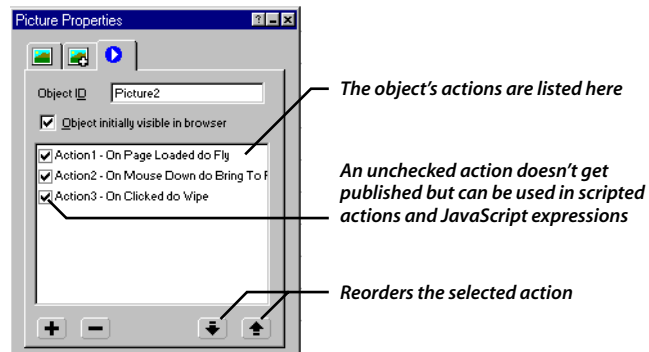 Picture Properties
Object ID Picture2
Object initially visible in browser
Action1 - On Page Loaded do Fly
Action2 - On Mouse Down do Bring To F
Action3 - On Clicked do Wipe
The object’s actions are listed here
An unchecked action doesn’t get
published but can be used in scripted
actions and JavaScript expressions
Reorders the selected action